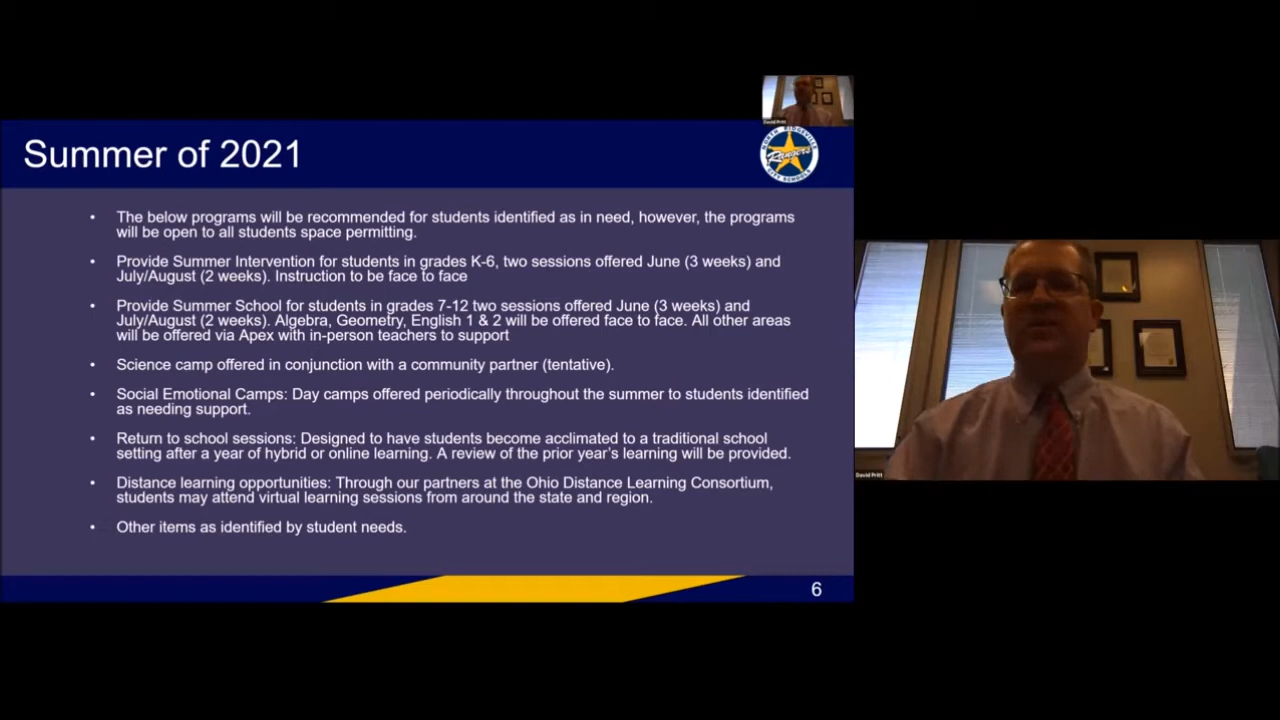 David Pritt
Summer of 2021
NORTH RIDGEVILLE
Rangers
CITY SCHOOLS
• The below programs will be recommended for students identified as in need, however, the programs
will be open to all students space permitting.
• Provide Summer Intervention for students in grades K-6, two sessions offered June (3 weeks) and
July/August (2 weeks). Instruction to be face to face
• Provide Summer School for students in grades 7-12 two sessions offered June (3 weeks) and
July/August (2 weeks). Algebra, Geometry, English 1 & 2 will be offered face to face. All other areas
will be offered via Apex with in-person teachers to support
• Science camp offered in conjunction with a community partner (tentative).
• Social Emotional Camps: Day camps offered periodically throughout the summer to students identified
as needing support.
• Return to school sessions: Designed to have students become acclimated to a traditional school
setting after a year of hybrid or online learning. A review of the prior year's learning will be provided.
• Distance learning opportunities: Through our partners at the Ohio Distance Learning Consortium,
students may attend virtual learning sessions from around the state and region.
• Other items as identified by student needs.
6
David Pritt